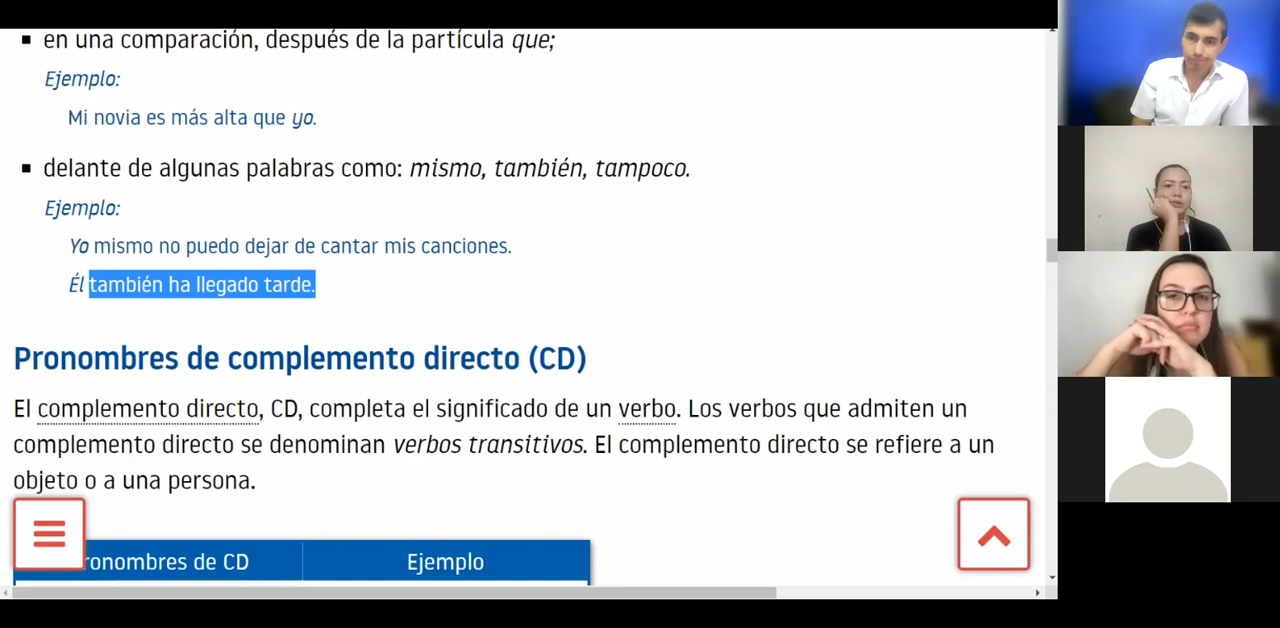 en una comparación, después de la partícula que;
Ejemplo:
Mi novia es más alta que yo.
delante de algunas palabras como: mismo, también, tampoco.
Ejemplo:
Yo mismo no puedo dejar de cantar mis canciones.
Él también ha llegado tarde.
Pronombres de complemento directo (CD)
El complemento directo, CD, completa el significado de un verbo. Los verbos que admiten un
complemento directo se denominan verbos transitivos. El complemento directo se refiere a un
objeto o a una persona.
ronombres de CD
Ejemplo